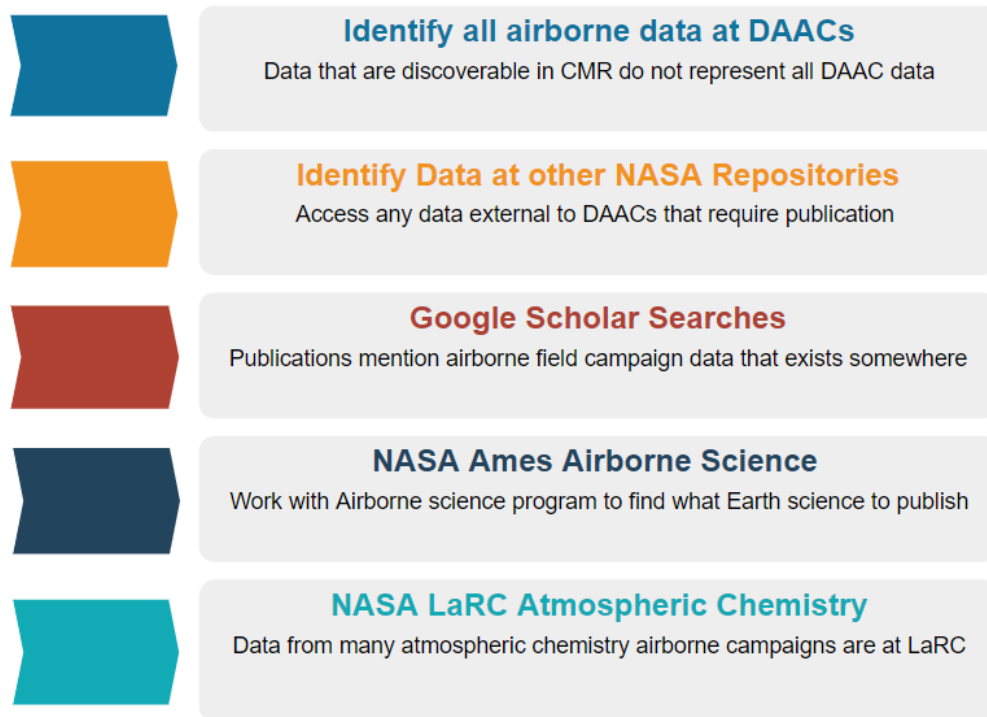 Identify all airborne data at DAACs
Data that are discoverable in CMR do not represent all DAAC data
Identify Data at other NASA Repositories
Access any data external to DAACs that require publication
Google Scholar Searches
Publications mention airborne field campaign data that exists somewhere
NASA Ames Airborne Science
Work with Airborne science program to find what Earth science to publish
NASA LaRC Atmospheric Chemistry
Data from many atmospheric chemistry airborne campaigns are at LaRC